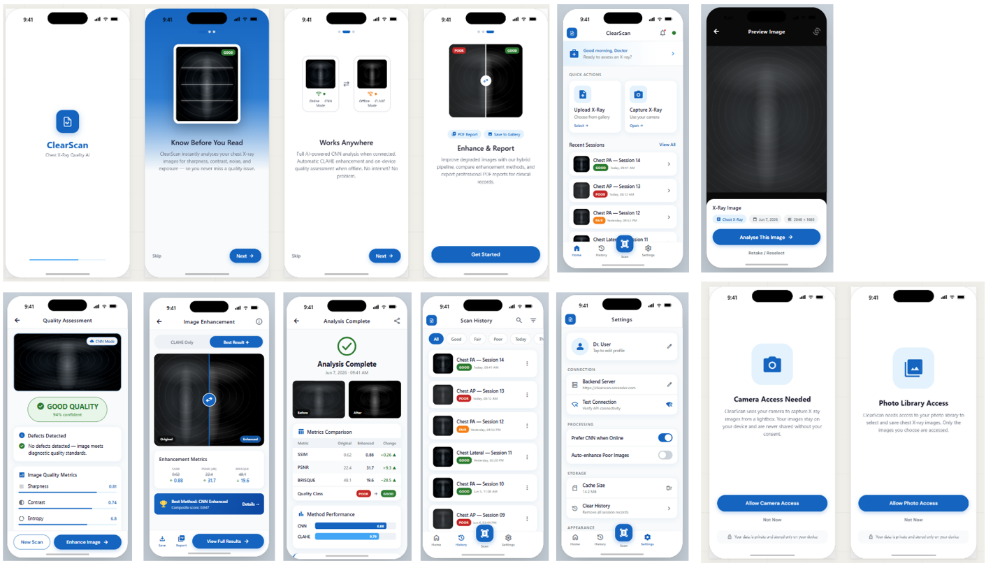 9:41
ClearScan
Chest X-Ray Quality AI
9:41
GOOD
Know Before You Read
ClearScan instantly analyses your chest X-ray
images for sharpness, contrast, noise, and
exposure — so you never miss a quality issue.
Skip
Next →
9:41
Online CNN
Mode
Offline CLAHE
Mode
Works Anywhere
Full AI-powered CNN analysis when connected.
Automatic CLAHE enhancement and on-device
quality assessment when offline. No internet? No
problem.
Skip
Next →
9:41
POOR
GOOD
PDF Report
Save to Gallery
Enhance & Report
Improve degraded images with our hybrid
pipeline, compare enhancement methods, and
export professional PDF reports for clinical
records.
Get Started
9:41
ClearScan
Good morning, Doctor
Ready to assess an X-ray?
QUICK ACTIONS
Upload X-Ray
Choose from gallery
Select →
Capture X-Ray
Use your camera
Open →
Recent Sessions
View All
Chest PA — Session 14
GOOD Today, 09:41 AM
Chest AP — Session 13
POOR Today, 08:12 AM
Chest PA — Session 12
FAIR Yesterday, 04:53 PM
Chest Lateral — Session 11
Home
History
Scan
Settings
9:41
Preview Image
X-Ray Image
Chest X-Ray
Jun 7, 2026
2048 × 1680
Analyse This Image →
Retake / Reselect
9:41
Quality Assessment
CNN Mode
GOOD QUALITY
94% confident
Defects Detected
No defects detected — image meets
diagnostic quality standards.
Image Quality Metrics
Sharpness 0.81
Contrast 0.74
Entropy 6.8
New Scan
Enhance Image →
9:41
Image Enhancement
CLAHE Only
Best Result
Original
Enhanced
Enhancement Metrics
SSIM
PSNR (dB)
BRISQUE
0.62
22.4
48.1
0.88
31.7
19.6
Best Method: CNN Enhanced
Composite score: 0.847
Details →
Save
Report
View Full Results →
9:41
Analysis Complete
Analysis Complete
Jun 7, 2026 · 09:41 AM
Before
After
Metrics Comparison
Metric Original Enhanced Change
SSIM 0.62 0.88 +0.26 ▲
PSNR 22.4 31.7 +9.3 ▲
BRISQUE 48.1 19.6 −28.5 ▲
Quality Class POOR → GOOD
Method Performance
CNN 0.88
CLAHE
9:41
Scan History
All
Good
Fair
Poor
Today
Th
Chest PA — Session 14
GOOD Today, 09:41 AM
Chest AP — Session 13
POOR Today, 08:12 AM
Chest PA — Session 12
FAIR Yesterday, 04:53 PM
Chest Lateral — Session 11
GOOD Yesterday, 02:20 PM
Chest PA — Session 10
GOOD Jun 5, 11:08 AM
Chest AP — Session 09
POOR
Home
History
Scan
Settings
9:41
Settings
Dr. User
Tap to edit profile
CONNECTION
Backend Server
https://clearscan.onrender.com
Test Connection
Verify API connectivity
PROCESSING
Prefer CNN when Online
Auto-enhance Poor Images
STORAGE
Cache Size
14.2 MB
Clear History
Remove all session records
APPEARANCE
Home
History
Scan
Settings
9:41
Camera Access Needed
ClearScan uses your camera to capture X-ray
images from a lightbox. Your images stay on
your device and are never shared without your
consent.
Allow Camera Access
Not Now
Your data is private and stored only on your device
9:41
Photo Library Access
ClearScan needs access to your photo library to
select and save chest X-ray images. Only the
images you choose are accessed.
Allow Photo Access
Not Now
Your data is private and stored only on your device